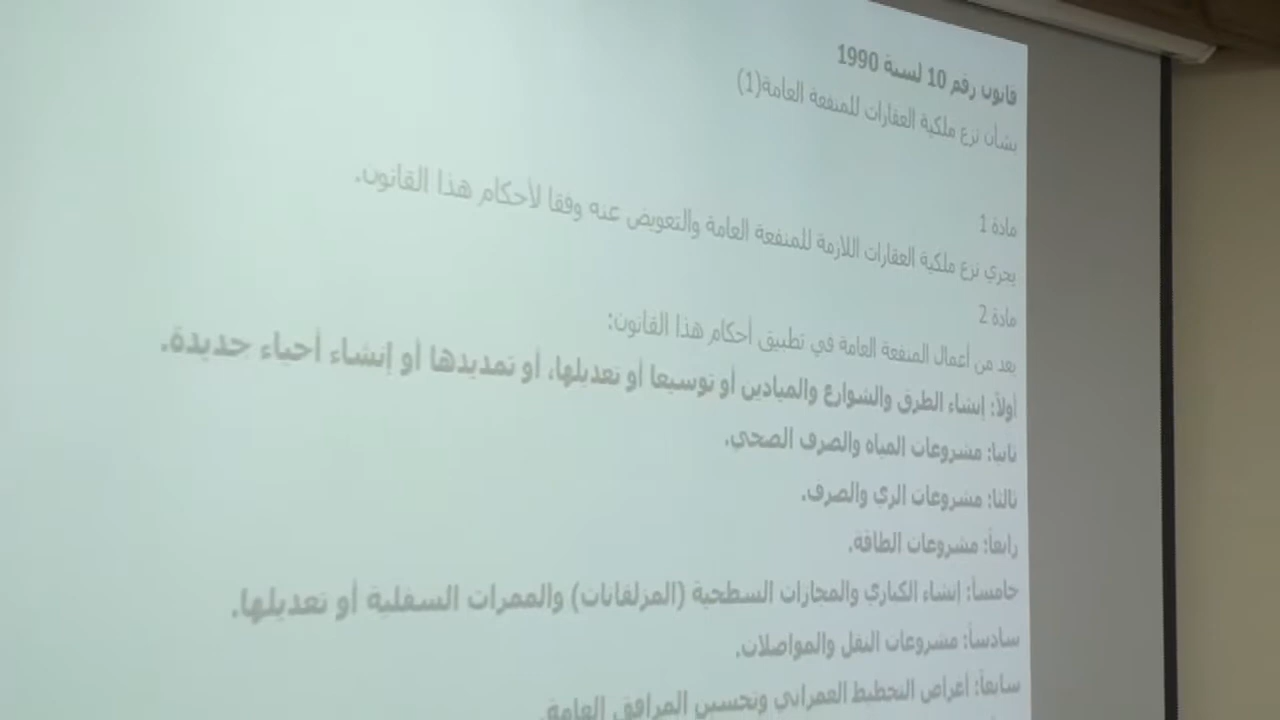 قانون رقم 10 لسنة 1990
بشأن نزع ملكية العقارات للمنفعة العامة(1)
مادة 1
يجري نزع ملكية العقارات اللازمة للمنفعة العامة والتعويض عنه وفقا لأحكام هذا القانون.
مادة 2
يعد من أعمال المنفعة العامة في تطبيق أحكام هذا القانون:
أولاً: إنشاء الطرق والشوارع والميادين أو توسيعا أو تعديلها، أو تمديدها أو إنشاء أحياء جديدة.
ثانيا: مشروعات المياه والصرف الصحي.
ثالثا: مشروعات الري والصرف.
رابعاً: مشروعات الطاقة.
خامساً: إنشاء الكباري والمجازات السطحية (المزلقانات) والممرات السفلية أو تعديلها.
سادساً: مشروعات النقل والمواصلات.
سابعاً: أغراض التخطيط العمراني وتحسين المرافق العامة.